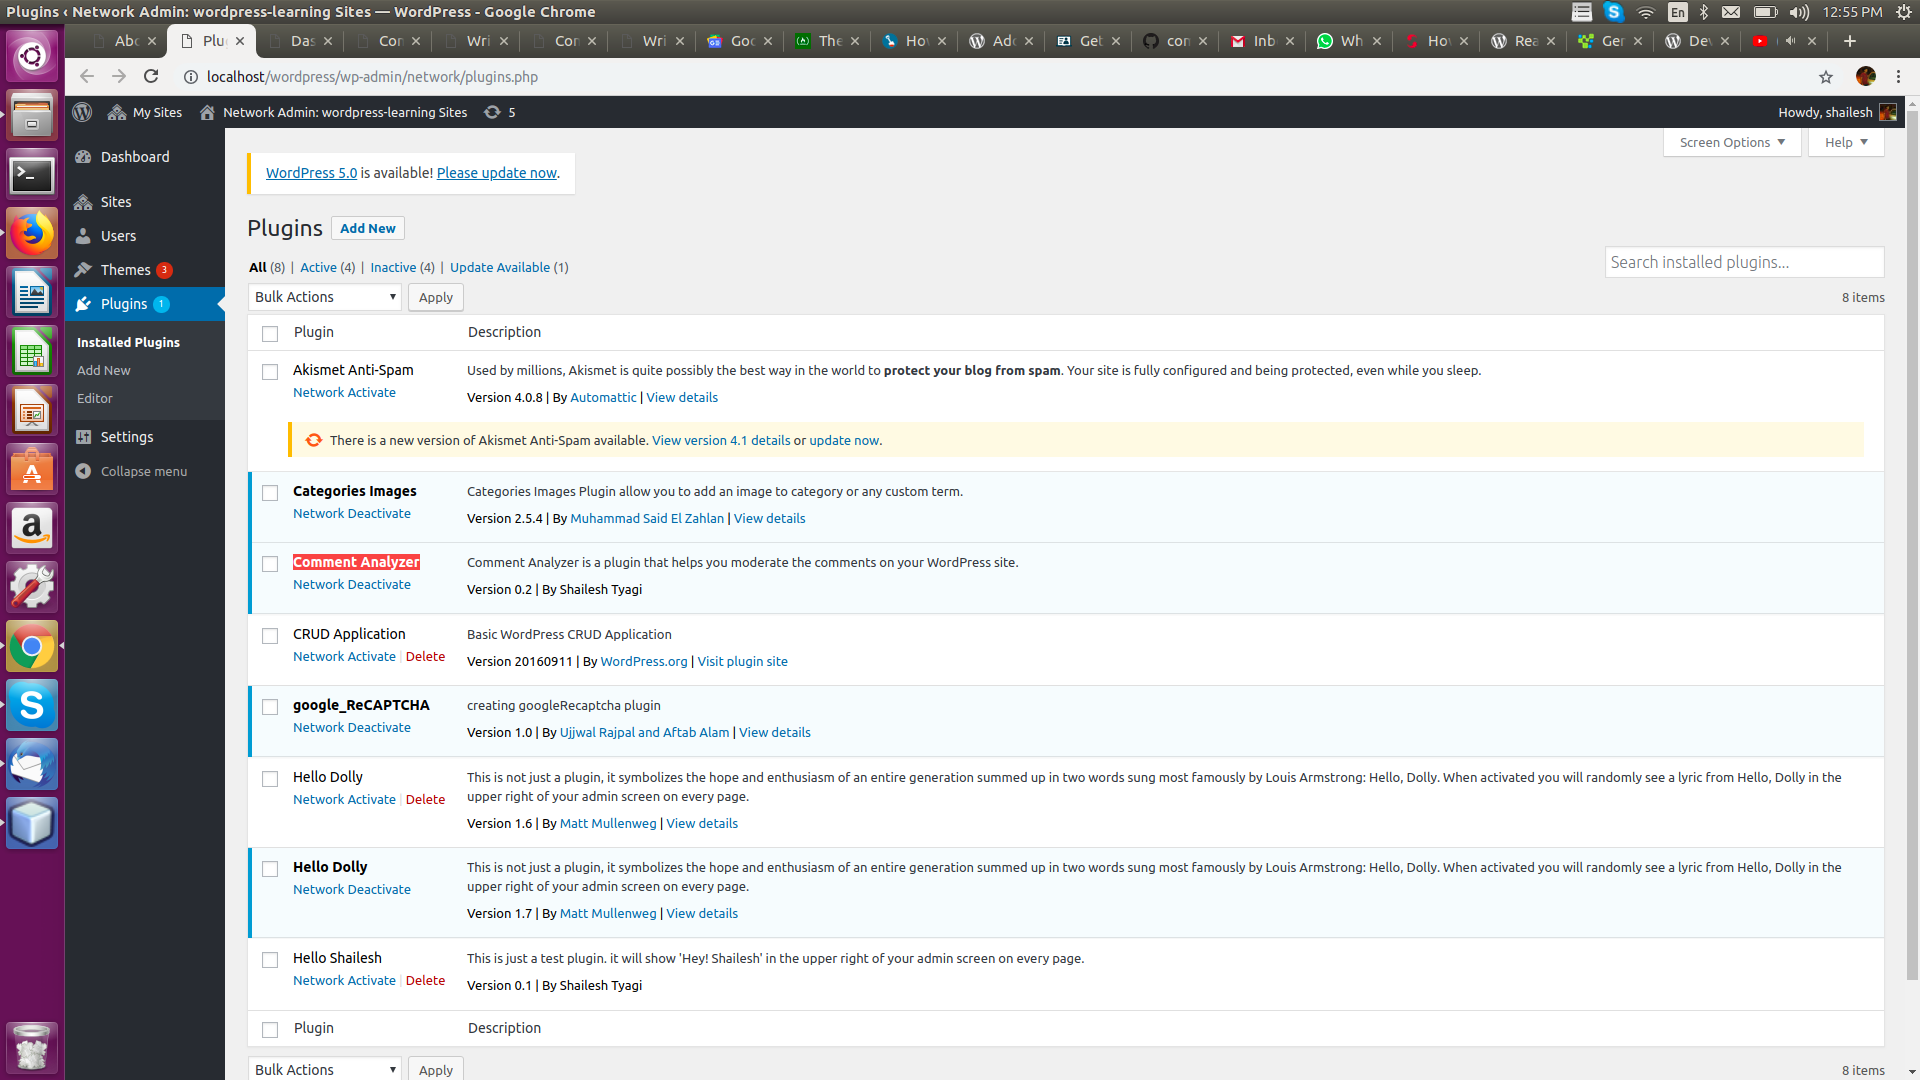 Plugins ‹ Network Admin: wordpress-learning Sites — WordPress - Google Chrome
En 12:55 PM
Abo Plu Das Con Wri Con Wri Goo The Hov Adc Get con Inb Wh Hov Rea Ger Dev
localhost/wordpress/wp-admin/network/plugins.php
My Sites Network Admin: wordpress-learning Sites 5 Howdy, shailesh
Screen Options Help
Dashboard
Sites
Users
Themes 3
Plugins 1
Installed Plugins
Add New
Editor
Settings
Collapse menu
WordPress 5.0 is available! Please update now.
Plugins Add New
All (8) | Active (4) | Inactive (4) | Update Available (1)
Search installed plugins...
Bulk Actions Apply 8 items
Plugin Description
Akismet Anti-Spam Used by millions, Akismet is quite possibly the best way in the world to protect your blog from spam. Your site is fully configured and being protected, even while you sleep.
Network Activate
Version 4.0.8 | By Automattic | View details
There is a new version of Akismet Anti-Spam available. View version 4.1 details or update now.
Categories Images Categories Images Plugin allow you to add an image to category or any custom term.
Network Deactivate
Version 2.5.4 | By Muhammad Said El Zahlan | View details
Comment Analyzer Comment Analyzer is a plugin that helps you moderate the comments on your WordPress site.
Network Deactivate
Version 0.2 | By Shailesh Tyagi
CRUD Application Basic WordPress CRUD Application
Network Activate | Delete
Version 20160911 | By WordPress.org | Visit plugin site
google_ReCAPTCHA creating googleRecaptcha plugin
Network Deactivate
Version 1.0 | By Ujjwal Rajpal and Aftab Alam | View details
Hello Dolly This is not just a plugin, it symbolizes the hope and enthusiasm of an entire generation summed up in two words sung most famously by Louis Armstrong: Hello, Dolly. When activated you will randomly see a lyric from Hello, Dolly in the
Network Activate | Delete upper right of your admin screen on every page.
Version 1.6 | By Matt Mullenweg | View details
Hello Dolly This is not just a plugin, it symbolizes the hope and enthusiasm of an entire generation summed up in two words sung most famously by Louis Armstrong: Hello, Dolly. When activated you will randomly see a lyric from Hello, Dolly in the
Network Deactivate upper right of your admin screen on every page.
Version 1.7 | By Matt Mullenweg | View details
Hello Shailesh This is just a test plugin. it will show 'Hey! Shailesh' in the upper right of your admin screen on every page.
Network Activate | Delete
Version 0.1 | By Shailesh Tyagi
Plugin Description
Bulk Actions Apply 8 items